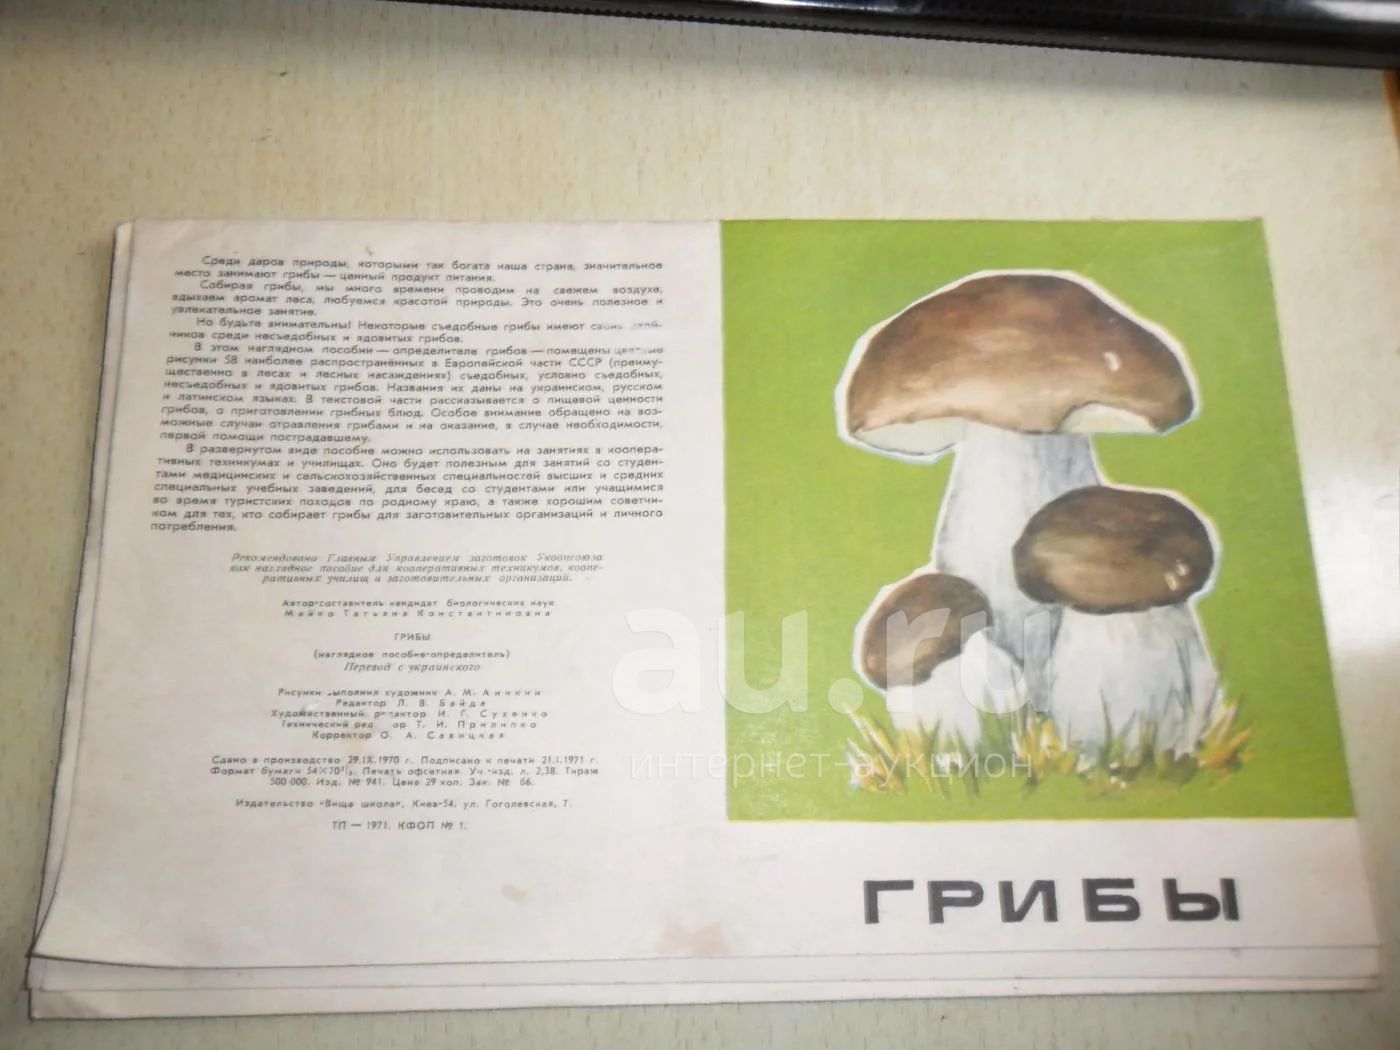 Среди даров природы, которыми так богата наша страна, значительное
место занимают грибы — ценный продукт питания.
Собирая грибы, мы много времени проводим на свежем воздухе,
вдыхаем аромат леса, любуемся красотой природы. Это очень полезное и
увлекательное занятие.
Но будьте внимательны! Некоторые съедобные грибы имеют своих двой-
ников среди несъедобных и ядовитых грибов.
В этом наглядном пособии — определителе грибов — помещены цветные
рисунки 58 наиболее распространённых в Европейской части СССР (преиму-
щественно в лесах и лесных насаждениях) съедобных, условно съедобных,
несъедобных и ядовитых грибов. Названия их даны на украинском, русском
и латинском языках. В текстовой части рассказывается о пищевой ценности
грибов, о приготовлении грибных блюд. Особое внимание обращено на воз-
можные случаи отравления грибами и на оказание, в случае необходимости,
первой помощи пострадавшему.
В развернутом виде пособие можно использовать на занятиях в коопера-
тивных техникумах и училищах. Оно будет полезным для занятий со студен-
тами медицинских и сельскохозяйственных специальностей высших и средних
специальных учебных заведений, для бесед со студентами или учащимися
во время туристских походов по родному краю, а также хорошим советчи-
ком для тех, кто собирает грибы для заготовительных организаций и личного
потребления.
Рекомендовано Главным Управлением заготовок Укоопсоюза
как наглядное пособие для кооперативных техникумов, коопе-
ративных училищ и заготовительных организаций.
Автор-составитель кандидат биологических наук
Майко Татьяна Константиновна
ГРИБЫ
(наглядное пособие-определитель)
Перевод с украинского
Рисунки выполнил художник А. М. Аникин
Редактор Л. В. Байда
Художественный редактор И. Г. Сухенко
Технический редактор Т. И. Прилипко
Корректор О. А. Савицкая
Сдано в производство 29.IX.1970 г. Подписано к печати 21.I.1971 г.
Формат бумаги 54×70¹/₈. Печать офсетная. Уч.-изд. л. 2,38. Тираж
500 000. Изд. № 941. Цена 29 коп. Зак. № 56.
Издательство «Вища школа», Киев-54, ул. Гоголевская, 7.
ТП — 1971. КФОП № 1.
ГРИБЫ
au.ru
интернет-аукцион